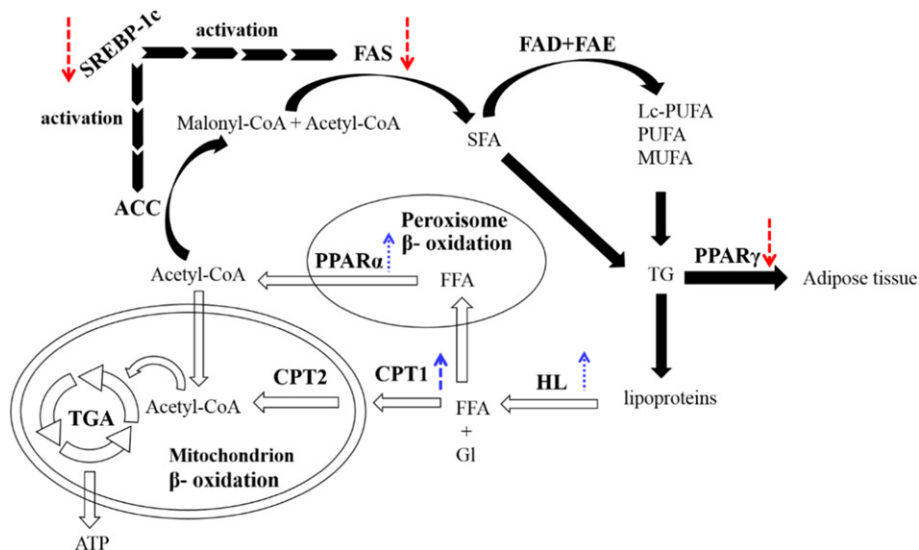 SREBP-1c
activation
FAS
FAD+FAE
activation
Malonyl-CoA + Acetyl-CoA
SFA
Lc-PUFA
PUFA
MUFA
ACC
Peroxisome
β- oxidation
PPARα
FFA
Acetyl-CoA
TG
PPARγ
Adipose tissue
CPT2
CPT1
HL
TGA
Acetyl-CoA
FFA
+
Gl
lipoproteins
Mitochondrion
β- oxidation
ATP